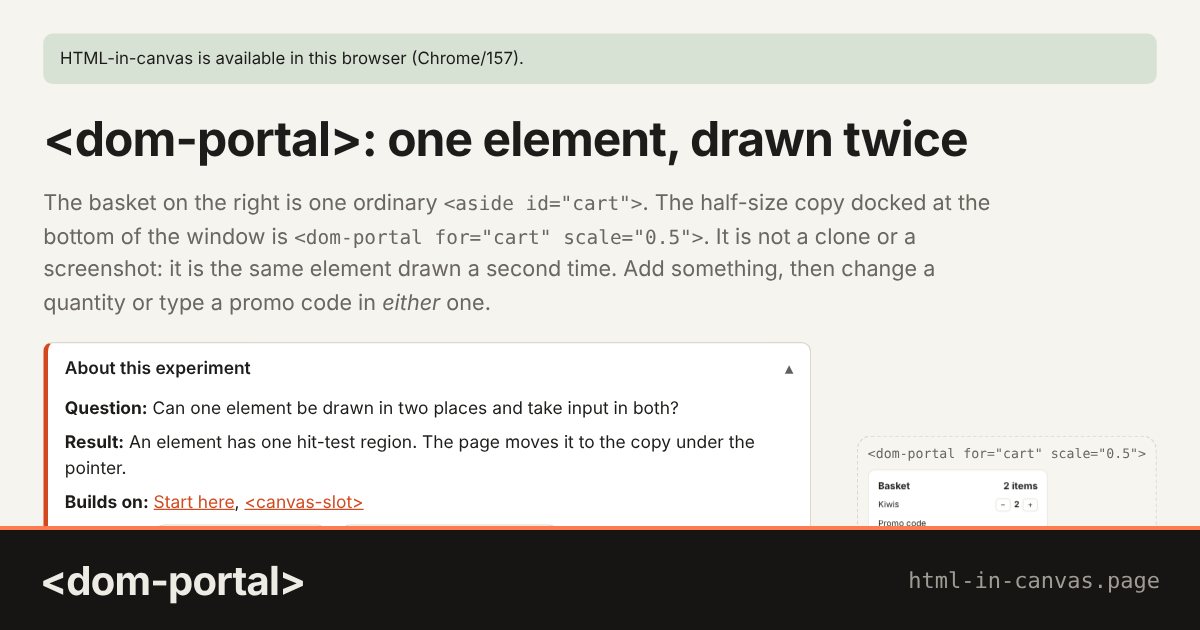 HTML-in-canvas is available in this browser (Chrome/157).
<dom-portal>: one element, drawn twice
The basket on the right is one ordinary <aside id="cart">. The half-size copy docked at the
bottom of the window is <dom-portal for="cart" scale="0.5">. It is not a clone or a
screenshot: it is the same element drawn a second time. Add something, then change a
quantity or type a promo code in either one.
About this experiment ▲
Question: Can one element be drawn in two places and take input in both?
Result: An element has one hit-test region. The page moves it to the copy under the
pointer.
Builds on: Start here, <canvas-slot>
<dom-portal for="cart" scale="0.5">
Basket 2 items
Kiwis − 2 +
Promo code
<dom-portal>
html-in-canvas.page